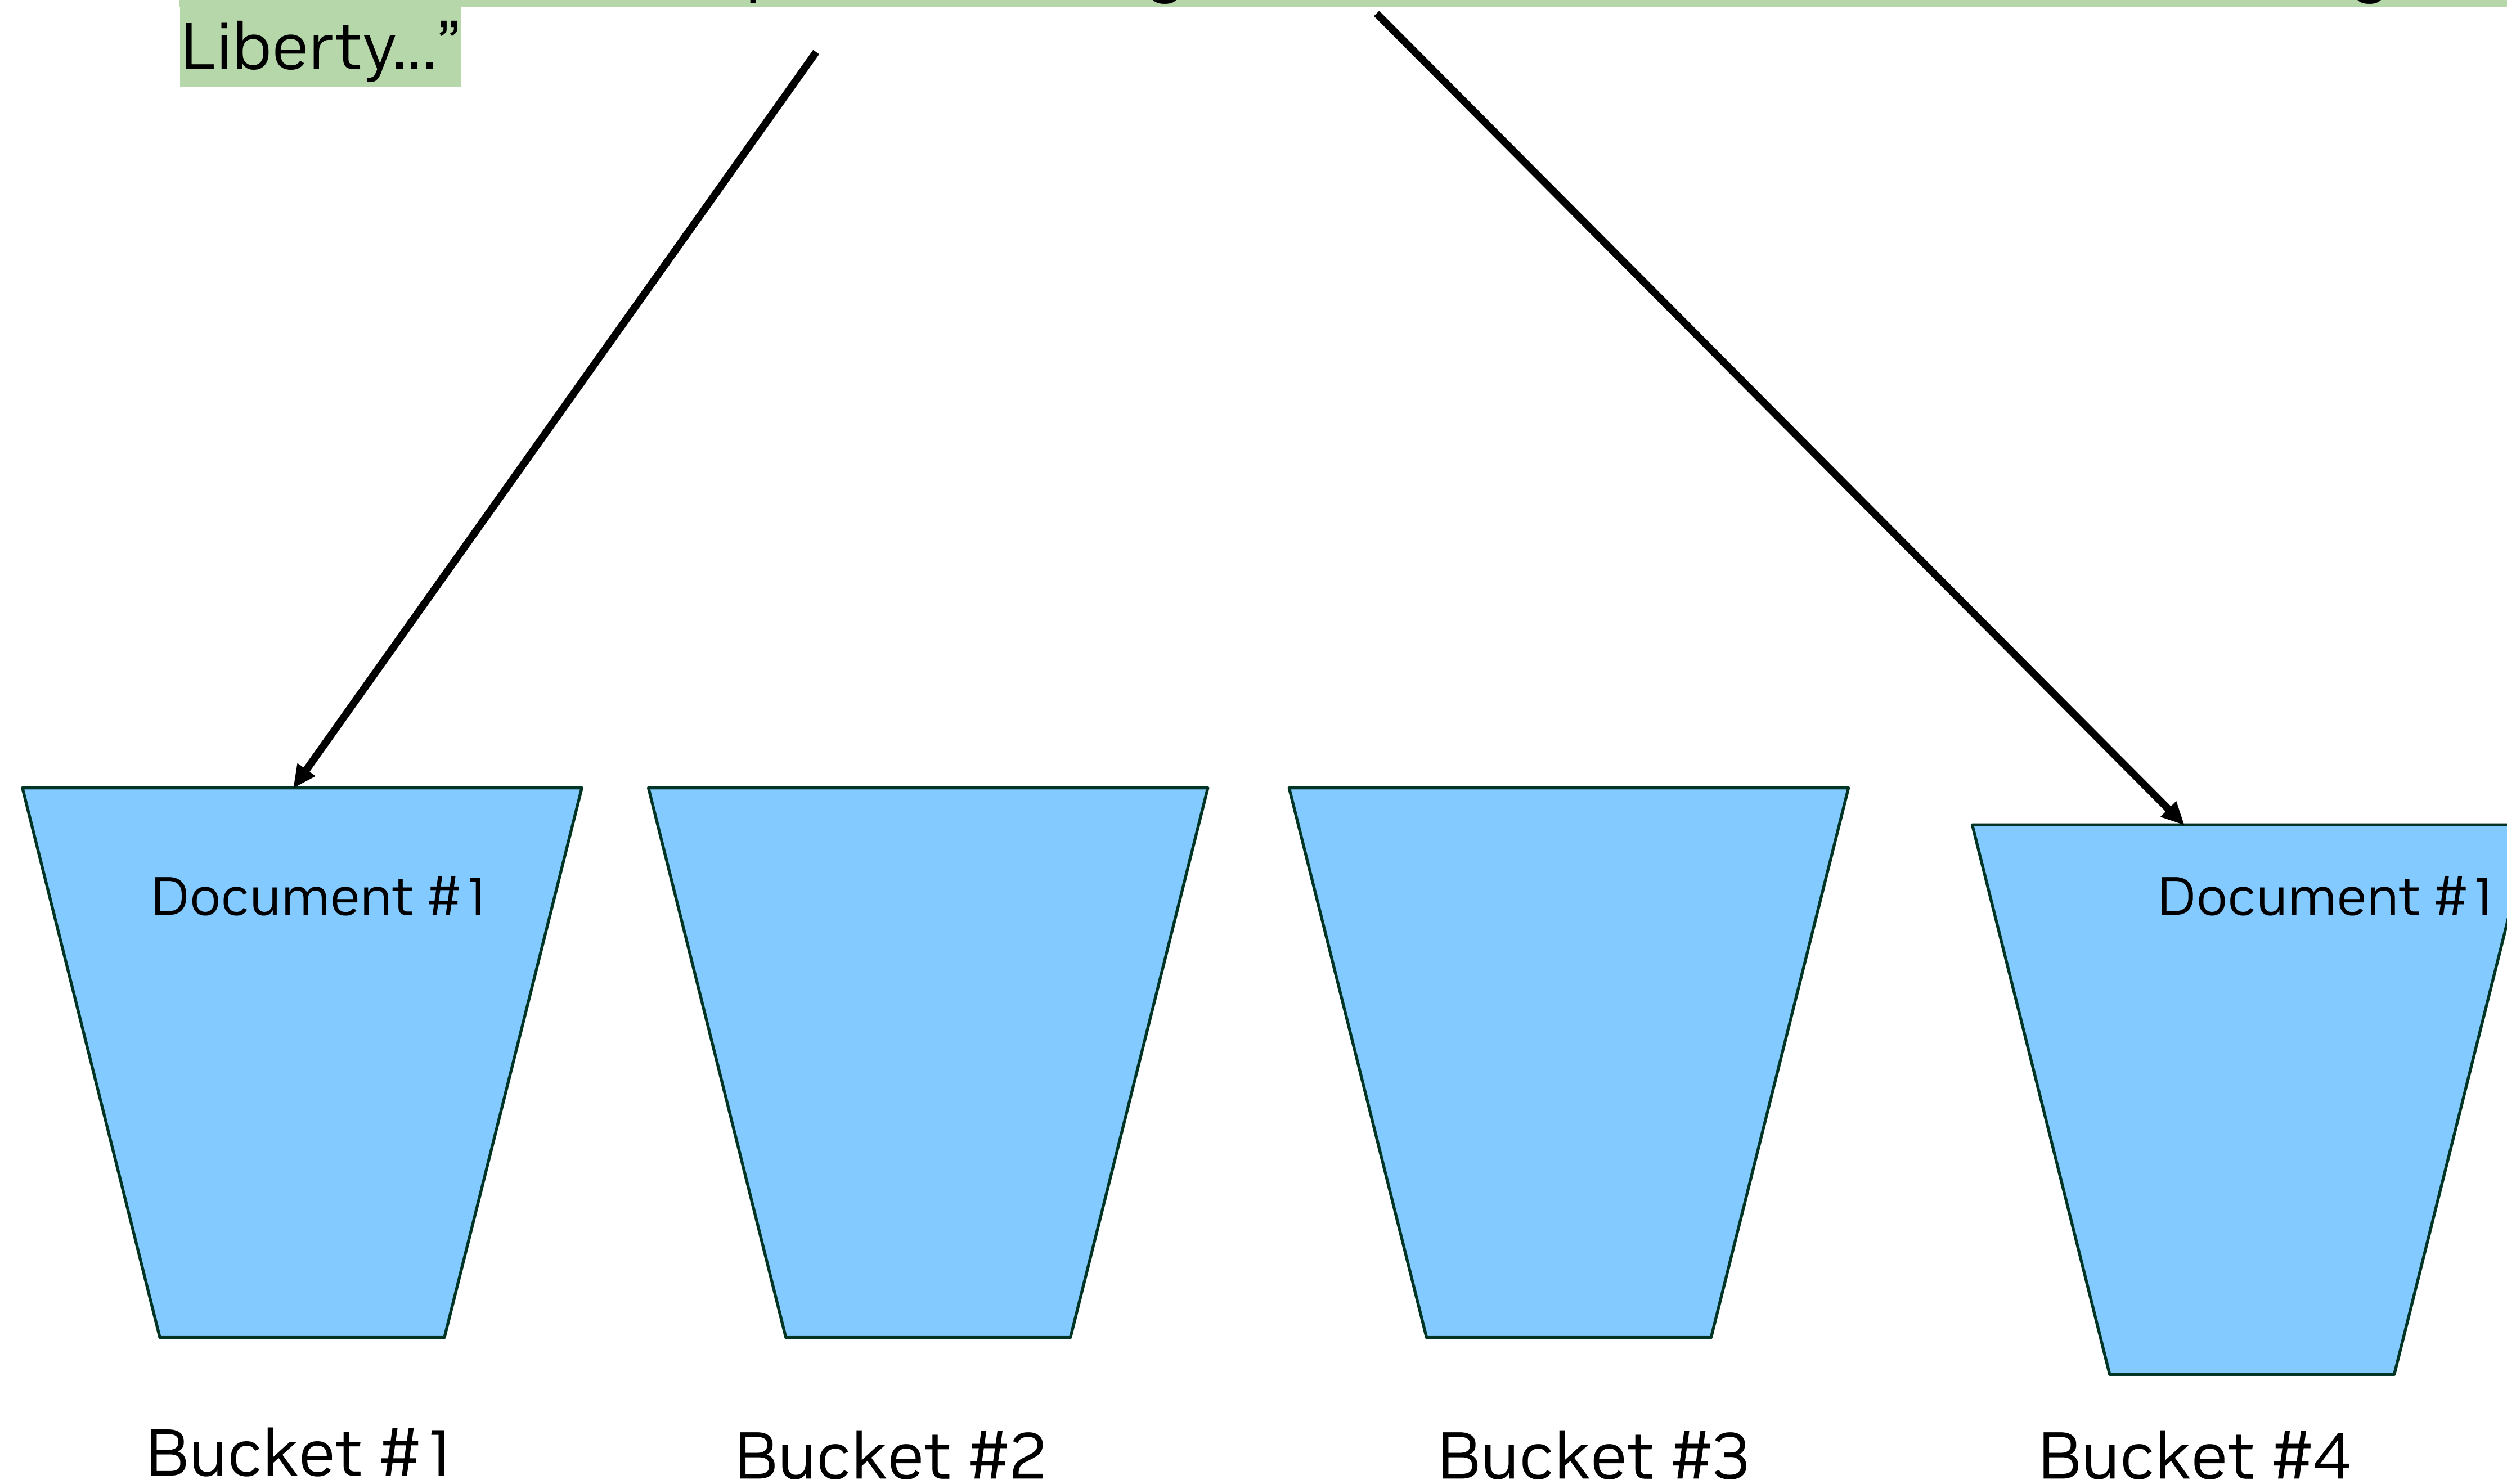 Liberty...”
Document #1
Document #1
Bucket #1
Bucket #2
Bucket #3
Bucket #4